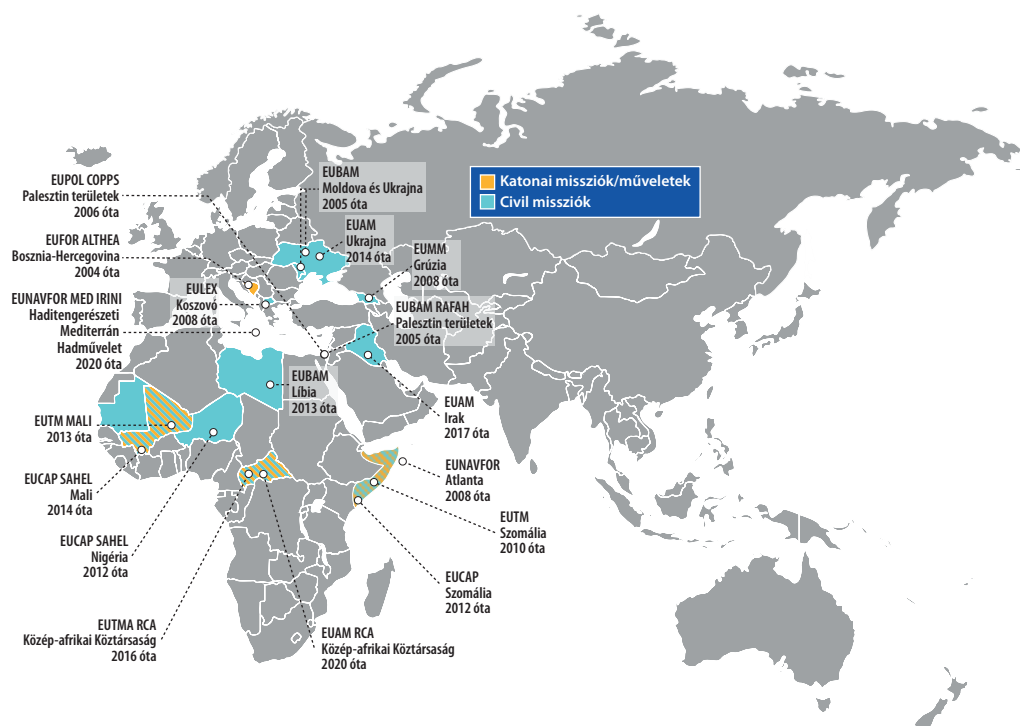 EUPOL COPPS
Palesztin területek
2006 óta
EUFOR ALTHEA
Bosznia-Hercegovina
2004 óta
EULEX
Koszovó
2008 óta
EUNAVFOR MED IRINI
Haditengerészeti
Mediterrán
Hadművelet
2020 óta
EUBAM
Moldova és Ukrajna
2005 óta
EUAM
Ukrajna
2014 óta
EUMM
Grúzia
2008 óta
EUBAM RAFAH
Palesztin területek
2005 óta
Katonai missziók/műveletek
Civil missziók
EUBAM
Líbia
2013 óta
EUAM
Irak
2017 óta
EUTM MALI
2013 óta
EUCAP SAHEL
Mali
2014 óta
EUCAP SAHEL
Nigéria
2012 óta
EUTMA RCA
Közép-afrikai Köztársaság
2016 óta
EUAM RCA
Közép-afrikai Köztársaság
2020 óta
EUNAVFOR
Atlanta
2008 óta
EUTM
Szomália
2010 óta
EUCAP
Szomália
2012 óta